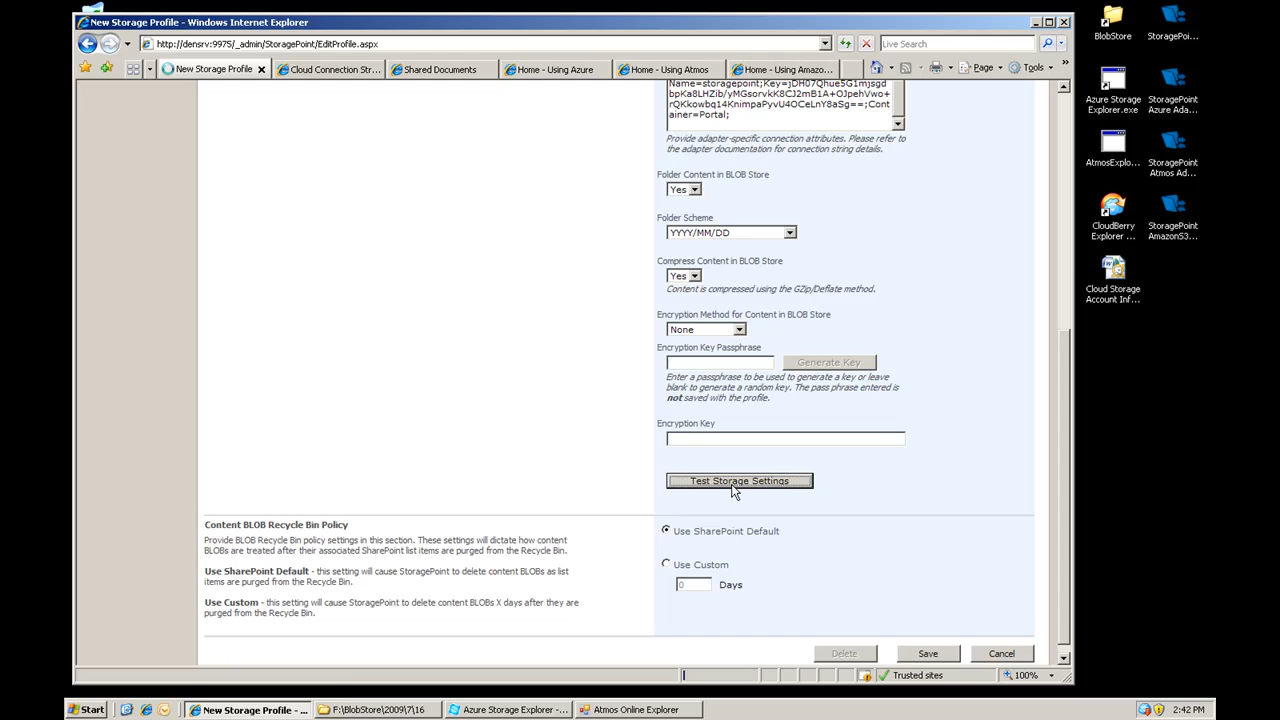 New Storage Profile - Windows Internet Explorer
http://densrv:9975/_admin/StoragePoint/EditProfile.aspx
Live Search
New Storage Profile
Cloud Connection Str...
Shared Documents
Home - Using Azure
Home - Using Atmos
Home - Using Amazo...
Page
Tools
Name=storagepoint;Key=jDH07Qhue5G1mjsgd
bpKa8LHZib/yMGsorvkK8CJ2mB1A+OJpehVwo+
rQKkowbq14KnimpaPyvU4OCeLnY8aSg==;Cont
ainer=Portal;
Provide adapter-specific connection attributes. Please refer to
the adapter documentation for connection string details.
Folder Content in BLOB Store
Yes
Folder Scheme
YYYY/MM/DD
Compress Content in BLOB Store
Yes
Content is compressed using the GZip/Deflate method.
Encryption Method for Content in BLOB Store
None
Encryption Key Passphrase
Generate Key
Enter a passphrase to be used to generate a key or leave
blank to generate a random key. The pass phrase entered is
not saved with the profile.
Encryption Key
Test Storage Settings
Content BLOB Recycle Bin Policy
Provide BLOB Recycle Bin policy settings in this section. These settings will dictate how content
BLOBs are treated after their associated SharePoint list items are purged from the Recycle Bin.
Use SharePoint Default - this setting will cause StoragePoint to delete content BLOBs as list
items are purged from the Recycle Bin.
Use Custom - this setting will cause StoragePoint to delete content BLOBs X days after they are
purged from the Recycle Bin.
Use SharePoint Default
Use Custom
0
Days
Delete
Save
Cancel
Trusted sites
100%
BlobStore
StoragePoi...
Azure Storage
Explorer.exe
StoragePoint
Azure Ada...
AtmosExplo...
StoragePoint
Atmos Ad...
CloudBerry
Explorer ...
StoragePoint
AmazonS3...
Cloud Storage
Account Inf...
Start
New Storage Profile - ...
F:\BlobStore\2009\7\16
Azure Storage Explorer -...
Atmos Online Explorer
2:42 PM